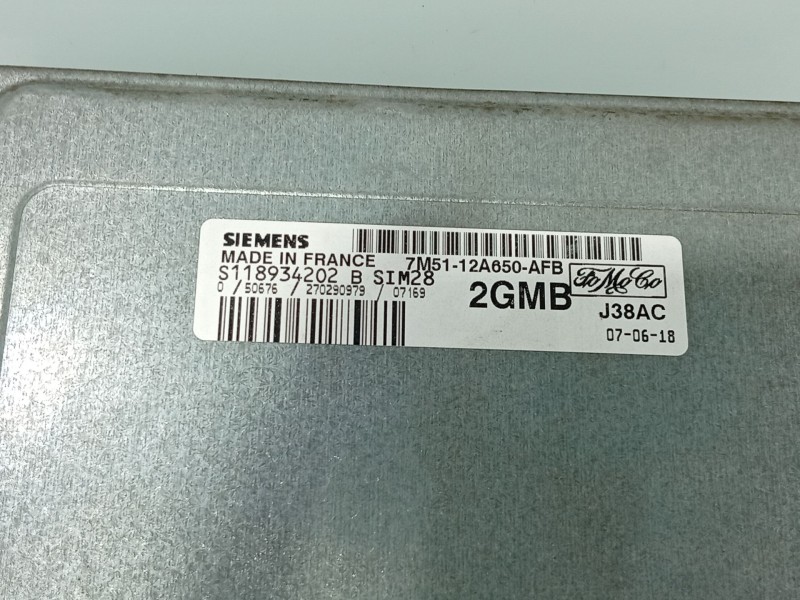 SIEMENS
MADE IN FRANCE 7M51-12A650-AFB
S118934202 B SIM28
0 / 50676 / 270290979 / 07169
2GMB FoMoCo
J38AC
07-06-18